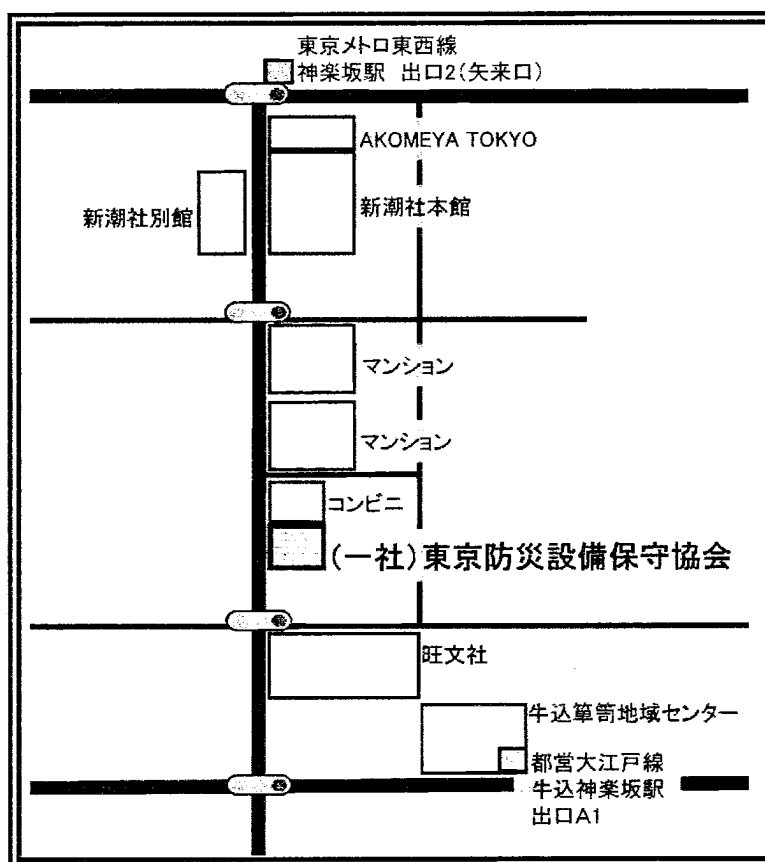 東京メトロ東西線
神楽坂駅 出口2(矢来口)
AKOMEYA TOKYO
新潮社別館
新潮社本館
マンション
マンション
コンビニ
(一社)東京防災設備保守協会
旺文社
牛込箪笥地域センター
都営大江戸線
牛込神楽坂駅
出口A1